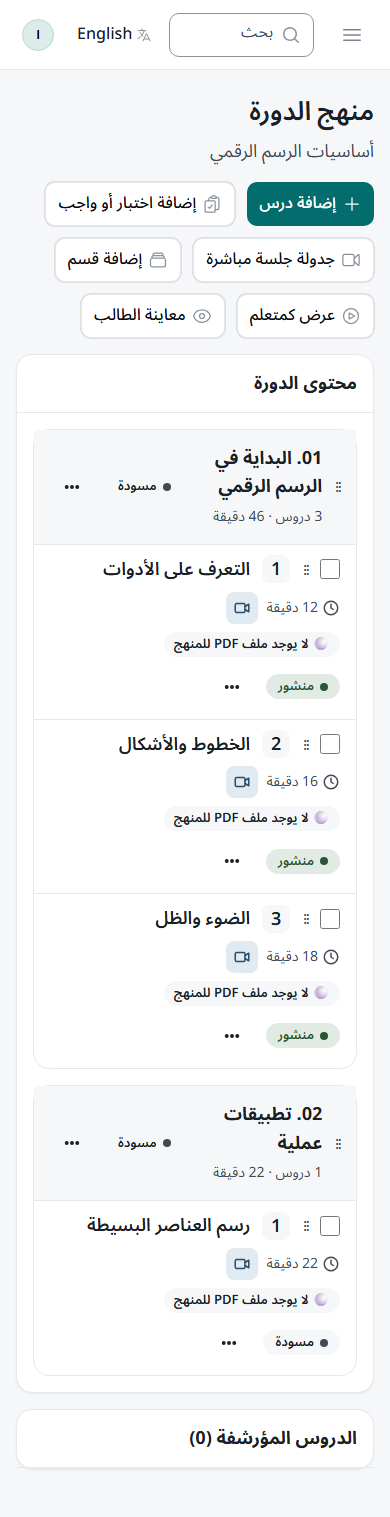 بحث
English
ا
منهج الدورة
أساسيات الرسم الرقمي
إضافة درس
إضافة اختبار أو واجب
جدولة جلسة مباشرة
إضافة قسم
عرض كمتعلم
معاينة الطالب
محتوى الدورة
01. البداية في
الرسم الرقمي
3 دروس · 46 دقيقة
مسودة
1 التعرف على الأدوات
12 دقيقة
لا يوجد ملف PDF للمنهج
منشور
2 الخطوط والأشكال
16 دقيقة
لا يوجد ملف PDF للمنهج
منشور
3 الضوء والظل
18 دقيقة
لا يوجد ملف PDF للمنهج
منشور
02. تطبيقات
عملية
1 دروس · 22 دقيقة
مسودة
1 رسم العناصر البسيطة
22 دقيقة
لا يوجد ملف PDF للمنهج
مسودة
الدروس المؤرشفة (0)